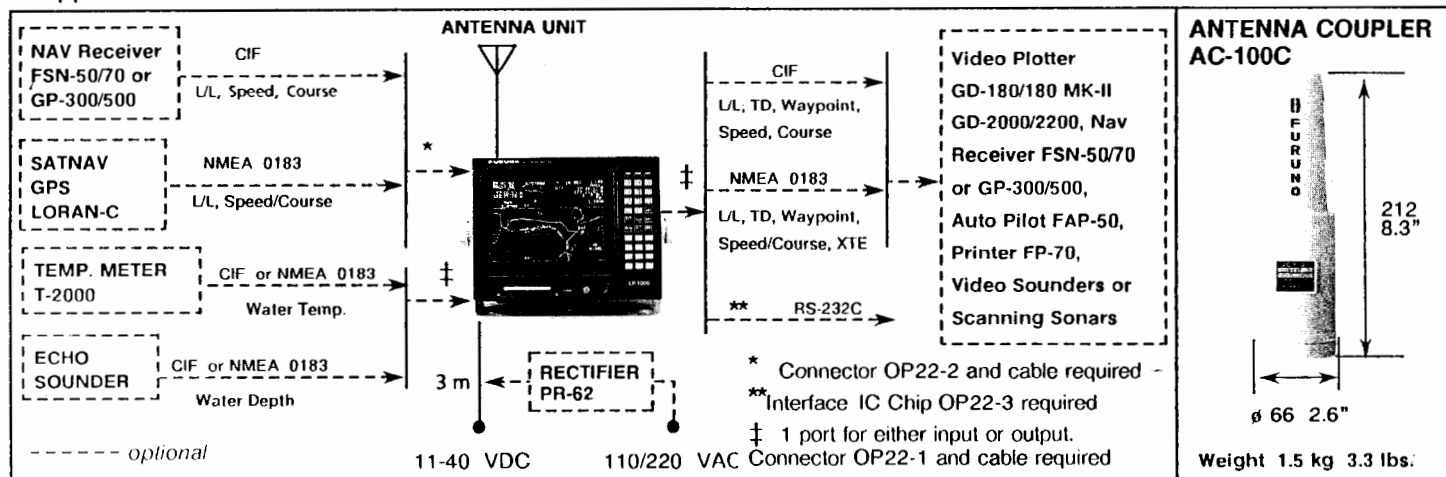 ANTENNA UNIT
NAV Receiver
FSN-50/70 or
GP-300/500
CIF
L/L, Speed, Course
SATNAV
GPS
LORAN-C
NMEA 0183
L/L, Speed/Course
*
TEMP. METER
T-2000
CIF or NMEA 0183
Water Temp.
‡
ECHO
SOUNDER
CIF or NMEA 0183
Water Depth
------ optional
FURUNO
LP-1000
3 m
RECTIFIER
PR-62
11-40 VDC
110/220 VAC
‡
CIF
L/L; TD, Waypoint,
Speed, Course
NMEA 0183
L/L, TD, Waypoint,
Speed/Course, XTE
** RS-232C
Video Plotter
GD-180/180 MK-II
GD-2000/2200, Nav
Receiver FSN-50/70
or GP-300/500,
Auto Pilot FAP-50,
Printer FP-70,
Video Sounders or
Scanning Sonars
* Connector OP22-2 and cable required
**Interface IC Chip OP22-3 required
‡ 1 port for either input or output.
Connector OP22-1 and cable required
ANTENNA COUPLER
AC-100C
FURUNO
212
8.3"
ø 66 2.6"
Weight 1.5 kg 3.3 lbs.